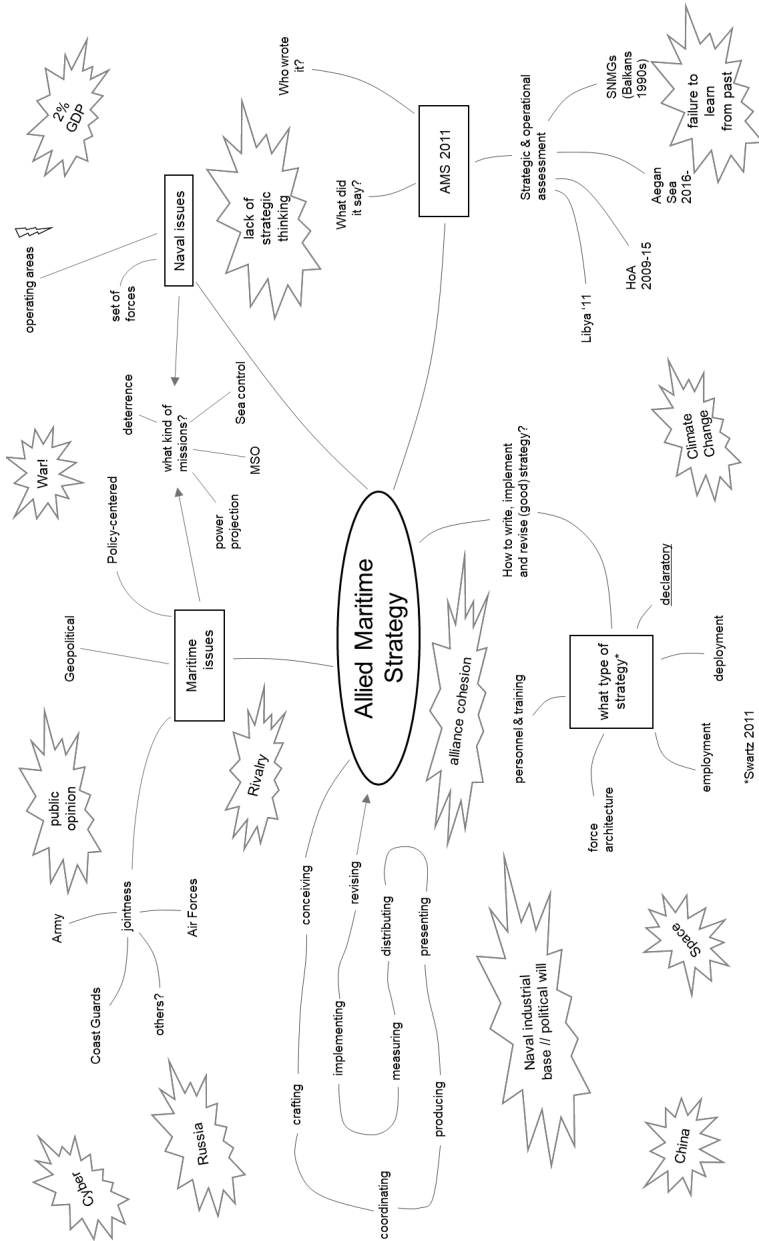 Cyber
Russia
Coast Guards
Army
others?
jointness
Air Forces
public
opinion
Geopolitical
Policy-centered
Maritime
issues
Rivalry
War!
deterrence
what kind of
missions?
power
projection
MSO
Sea control
operating areas
set of
forces
Naval issues
2%
GDP
lack of
strategic
thinking
Allied Maritime
Strategy
conceiving
crafting
coordinating
producing
presenting
distributing
measuring
implementing
revising
alliance cohesion
Who wrote
it?
What did
it say?
AMS 2011
Strategic & operational
assessment
Libya '11
HoA
2009-15
Aegan
Sea
2016-
SNMGs
(Balkans
1990s)
failure to
learn
from past
How to write, implement
and revise (good) strategy?
Climate
Change
personnel & training
what type of
strategy*
force
architecture
employment
deployment
declaratory
*Swartz 2011
Naval industrial
base // political will
China
Space